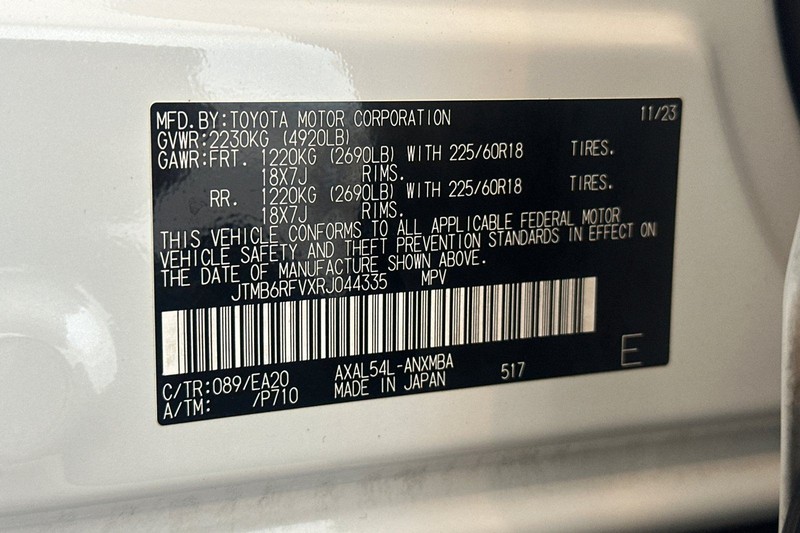 MFD.BY:TOYOTA MOTOR CORPORATION 11/23
GVWR:2230KG (4920LB)
GAWR:FRT. 1220KG (2690LB) WITH 225/60R18 TIRES.
18X7J RIMS.
RR. 1220KG (2690LB) WITH 225/60R18 TIRES.
18X7J RIMS.
THIS VEHICLE CONFORMS TO ALL APPLICABLE FEDERAL MOTOR
VEHICLE SAFETY AND THEFT PREVENTION STANDARDS IN EFFECT ON
THE DATE OF MANUFACTURE SHOWN ABOVE.
JTMB6RFVXRJ044335 MPV
C/TR:089/EA20 AXAL54L-ANXMBA 517 E
A/TM: /P710 MADE IN JAPAN